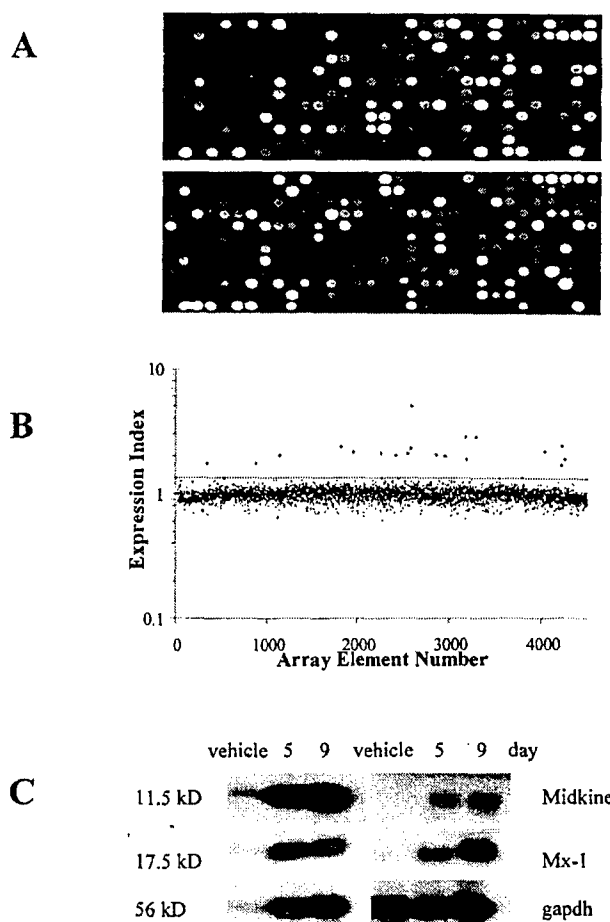 A
B
10
1
0.1
Expression Index
0 1000 2000 3000 4000
Array Element Number
C
vehicle 5 9 vehicle 5 9 day
11.5 kD Midkine
17.5 kD Mx-1
56 kD gapdh